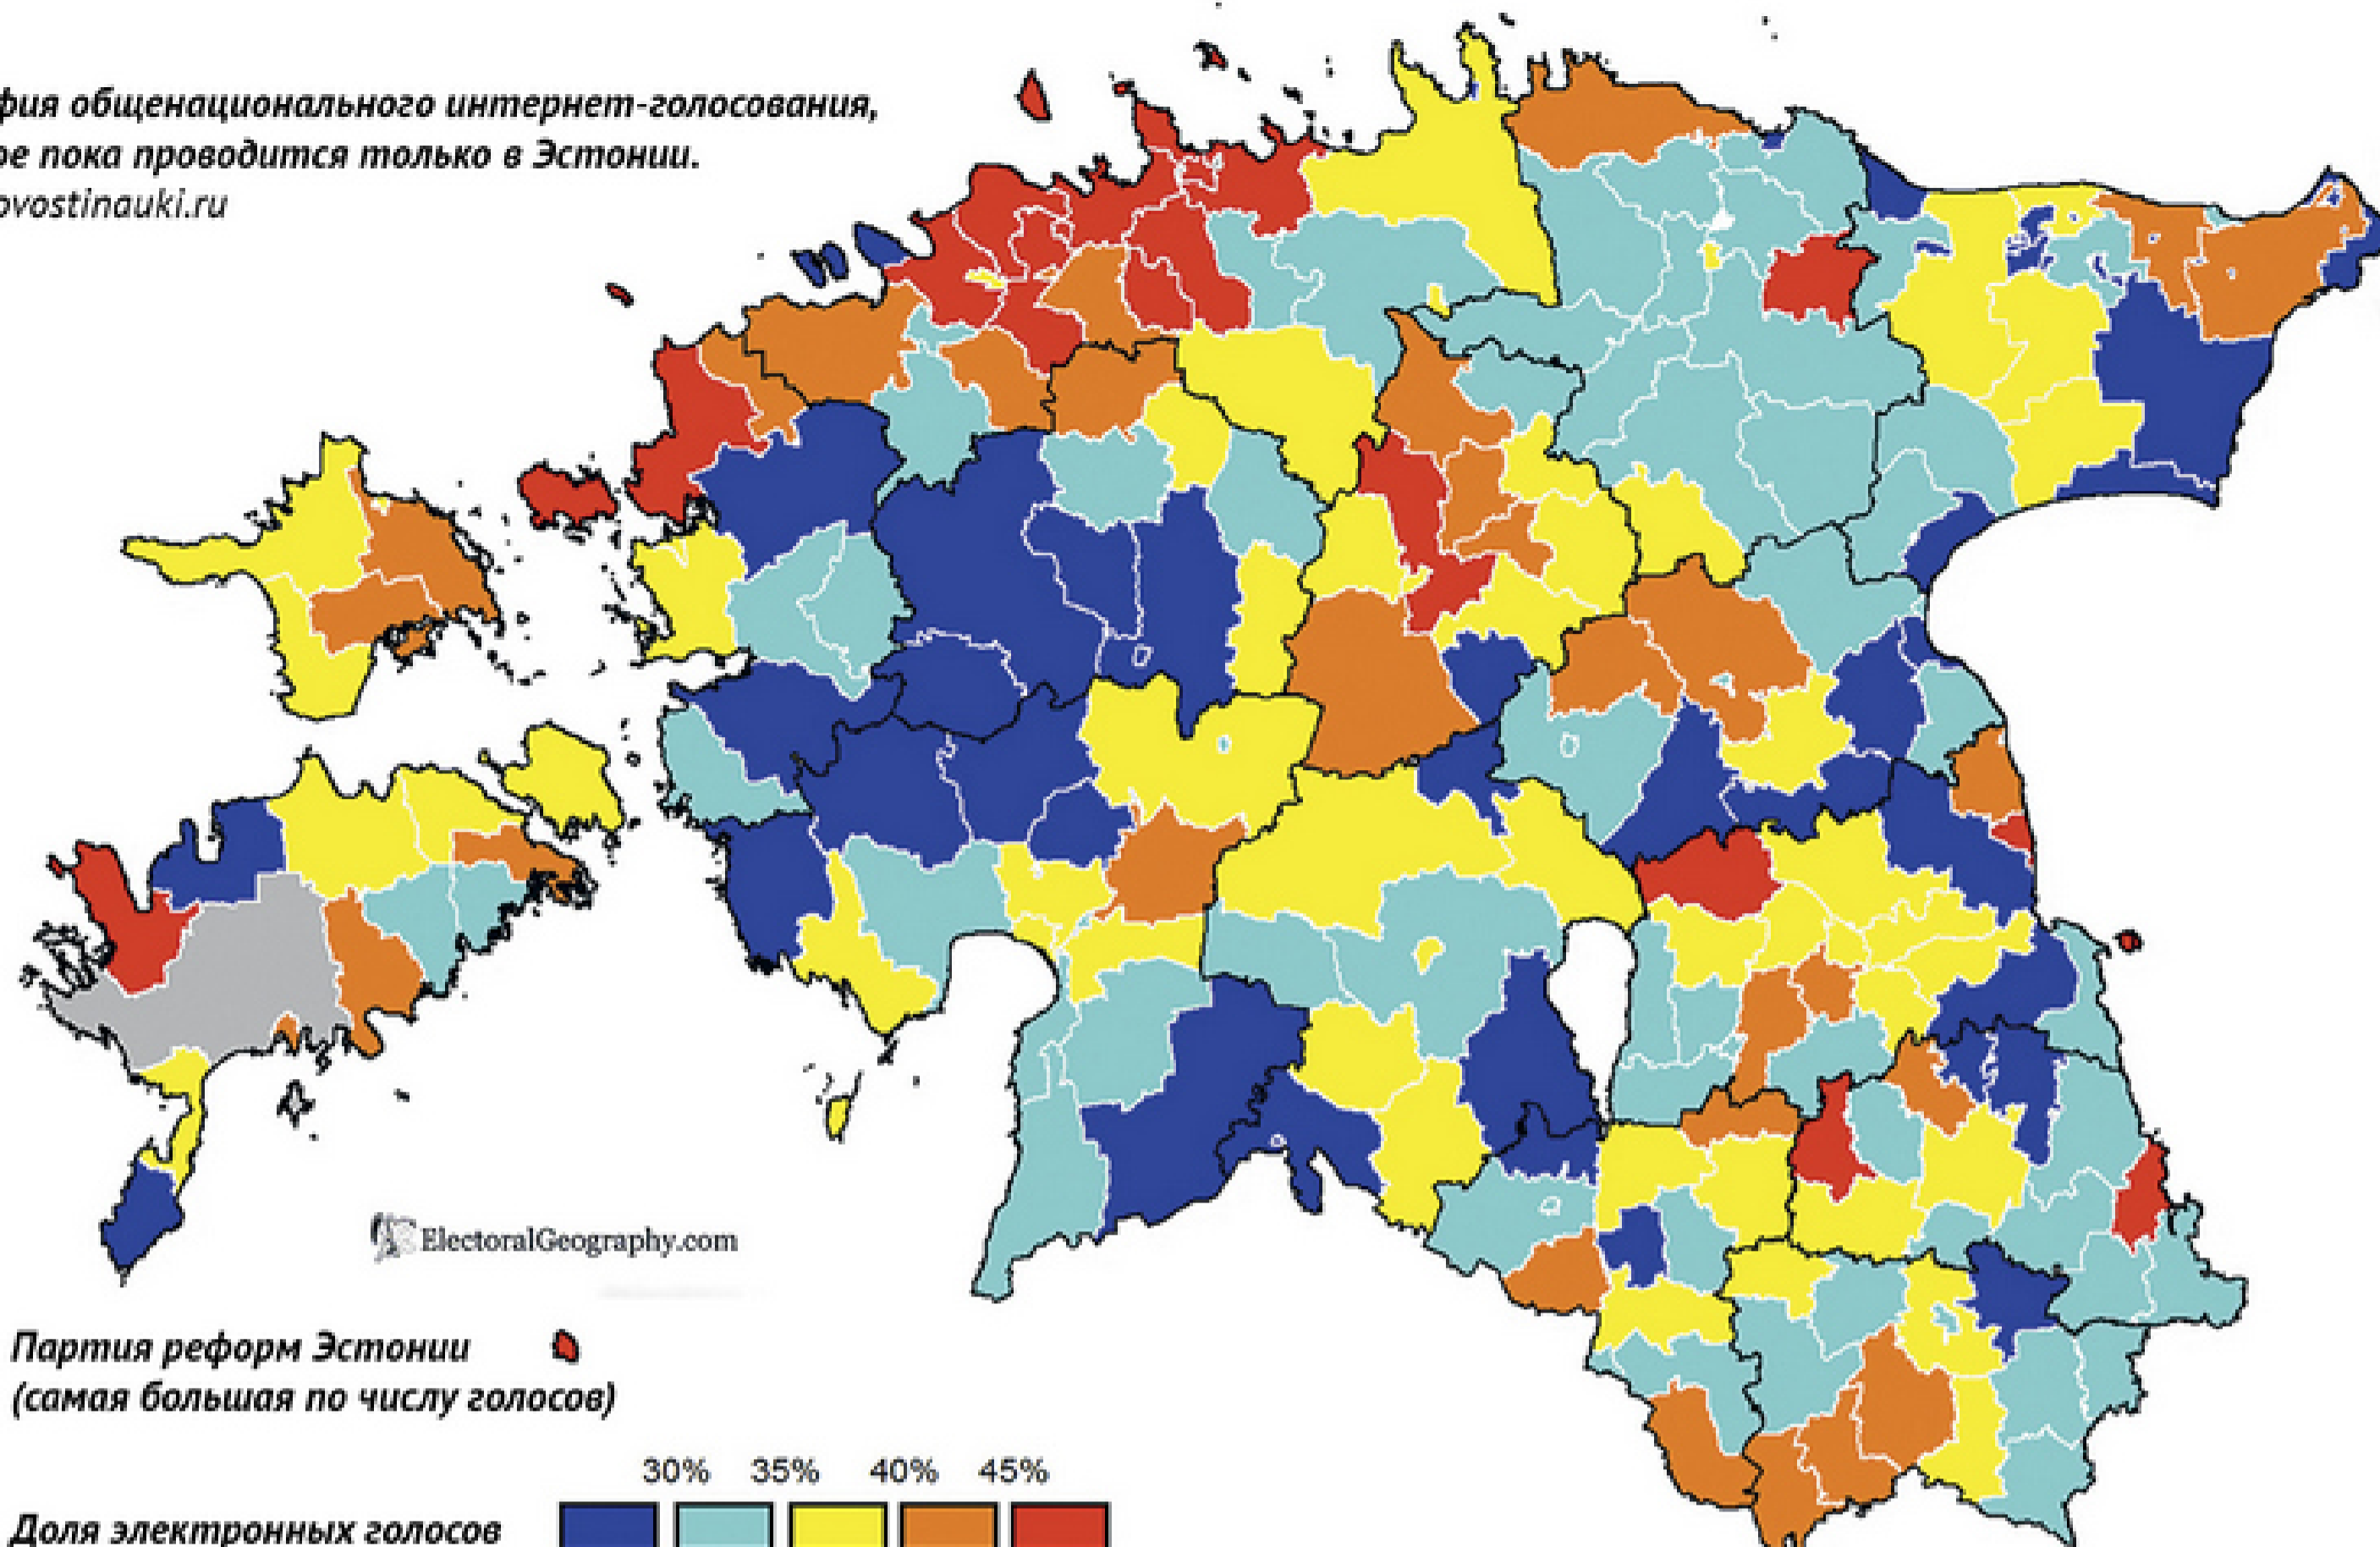 фия общенационального интернет-голосования,
ое пока проводится только в Эстонии.
ovostinauki.ru
ElectoralGeography.com
Партия реформ Эстонии
(самая большая по числу голосов)
30% 35% 40% 45%
Доля электронных голосов